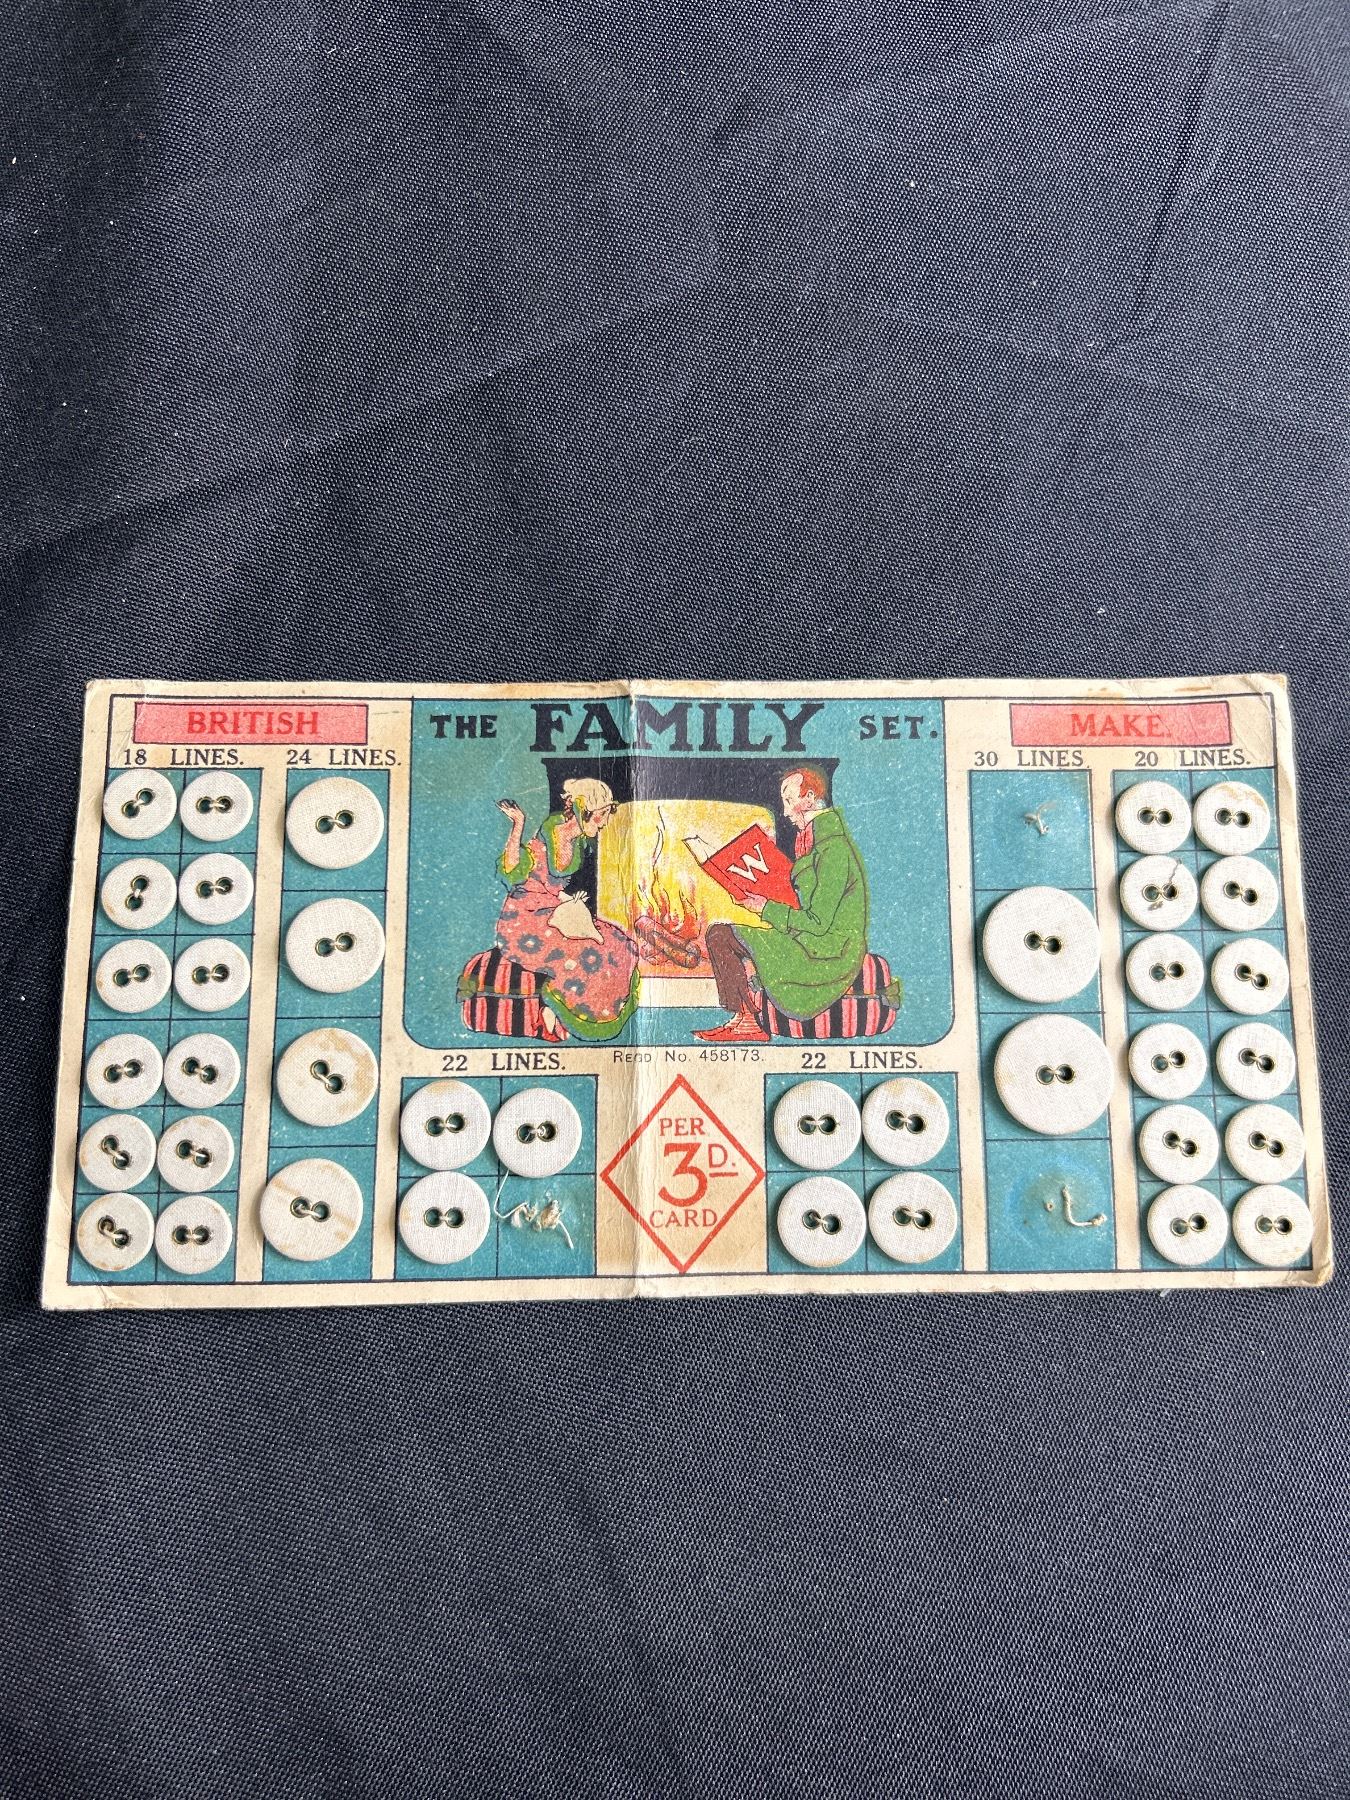 BRITISH
THE FAMILY SET.
MAKE.
18 LINES.
24 LINES.
30 LINES
20 LINES.
W
22 LINES.
REGD No. 458173.
22 LINES.
PER
3D.
CARD